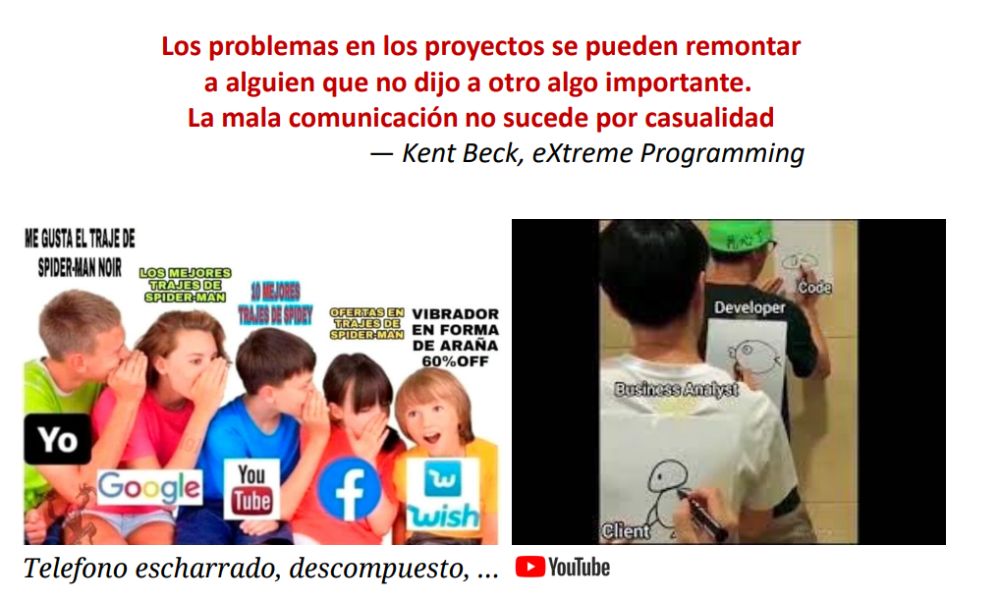 Los problemas en los proyectos se pueden remontar
a alguien que no dijo a otro algo importante.
La mala comunicación no sucede por casualidad
— Kent Beck, eXtreme Programming
ME GUSTA EL TRAJE DE
SPIDER-MAN NOIR
LOS MEJORES
TRAJES DE
SPIDER-MAN
10 MEJORES
TRAJES DE SPIDEY
OFERTAS EN
TRAJES DE
SPIDER-MAN
VIBRADOR
EN FORMA
DE ARAÑA
60%OFF
Yo
Google
You
Tube
f
w
wish
Code
Developer
Business Analyst
Client
Telefono escharrado, descompuesto, ...
YouTube